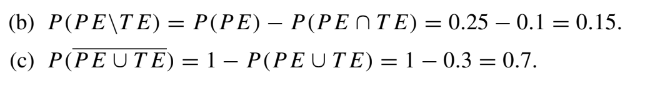 (b) P(PE\TE) = P(PE) − P(PE ∩ TE) = 0.25 − 0.1 = 0.15.
(c) P(\overline{PE ∪ TE}) = 1 − P(PE ∪ TE) = 1 − 0.3 = 0.7.